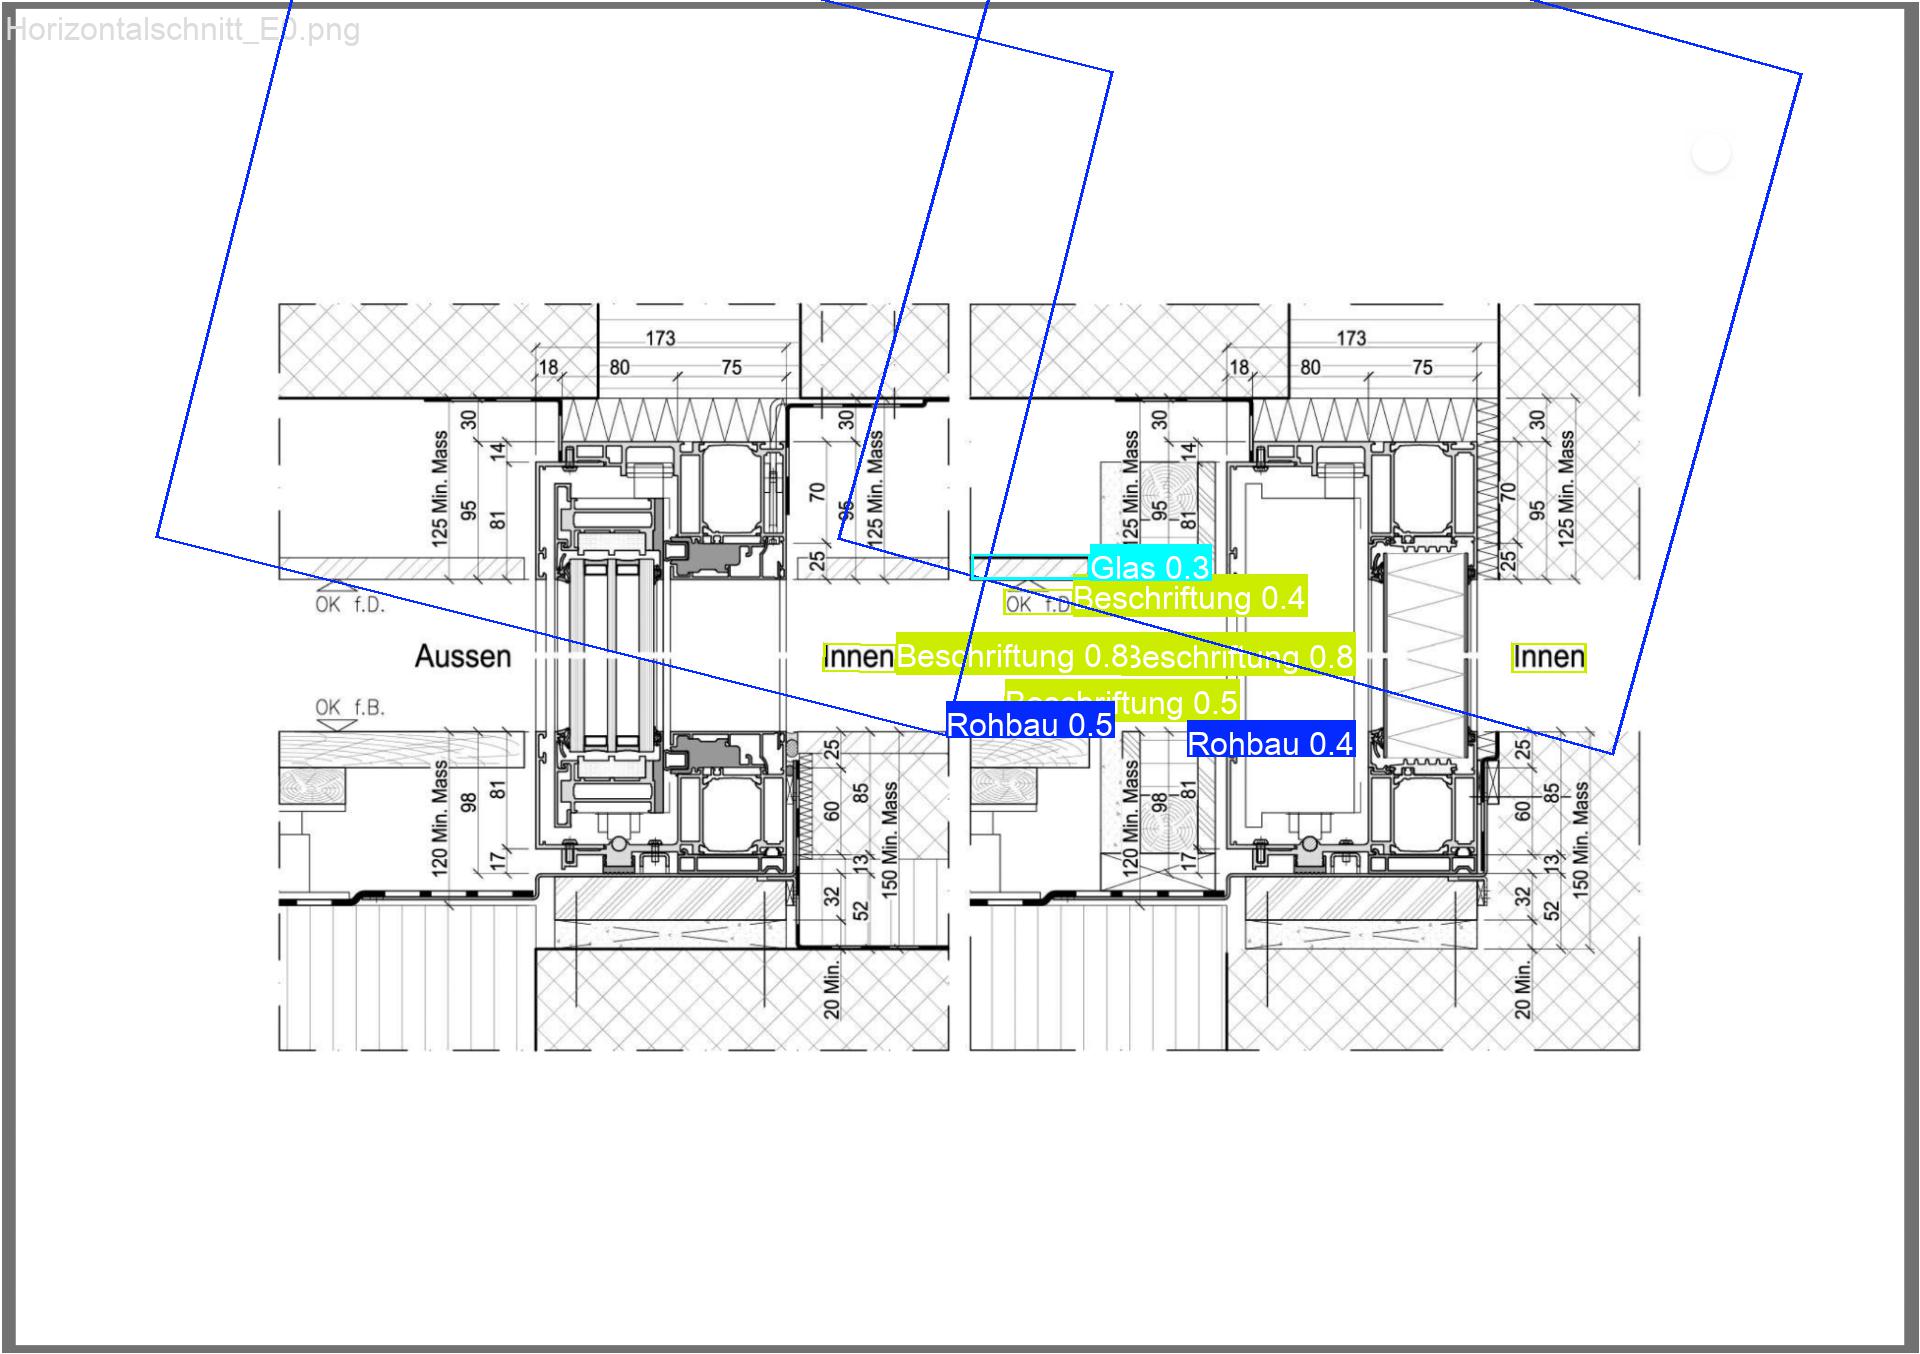 Horizontalschnitt_E0.png
173
18 80 75
30
14
125 Min. Mass
95
81
30
70
95
125 Min. Mass
25
OK f.D.
Aussen
Innen
OK f.B.
120 Min. Mass
98
81
17
25
60
85
13
32
52
150 Min. Mass
20 Min.
173
18 80 75
30
14
125 Min. Mass
95
81
30
70
95
125 Min. Mass
25
Glas 0.3
OK f.D
Beschriftung 0.4
Beschriftung 0.8
Beschriftung 0.8
Innen
Beschriftung 0.5
Rohbau 0.5
Rohbau 0.4
120 Min. Mass
98
81
17
25
60
85
13
32
52
150 Min. Mass
20 Min.